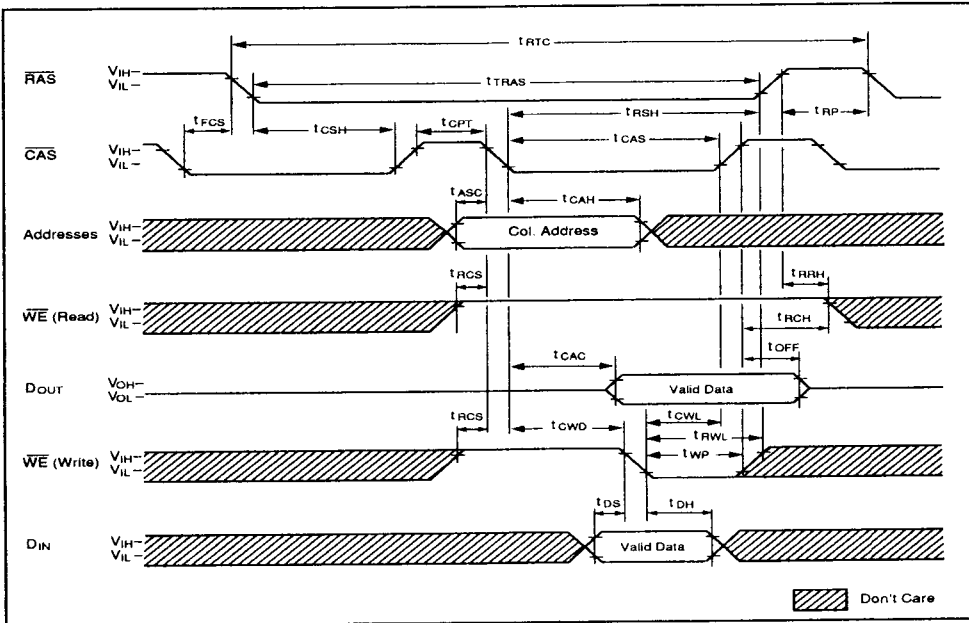 tRTC
RAS VIH– VIL–
tTRAS
tRSH
tRP
tFCS tCSH tCPT
tCAS
CAS VIH– VIL–
tASC tCAH
Addresses VIH– VIL– Col. Address
tRCS tRRH
WE (Read) VIH– VIL–
tRCH
tCAC tOFF
DOUT VOH– VOL– Valid Data
tRCS tCWD tCWL
tRWL
WE (Write) VIH– VIL– tWP
tDS tDH
DIN VIH– VIL– Valid Data
Don't Care